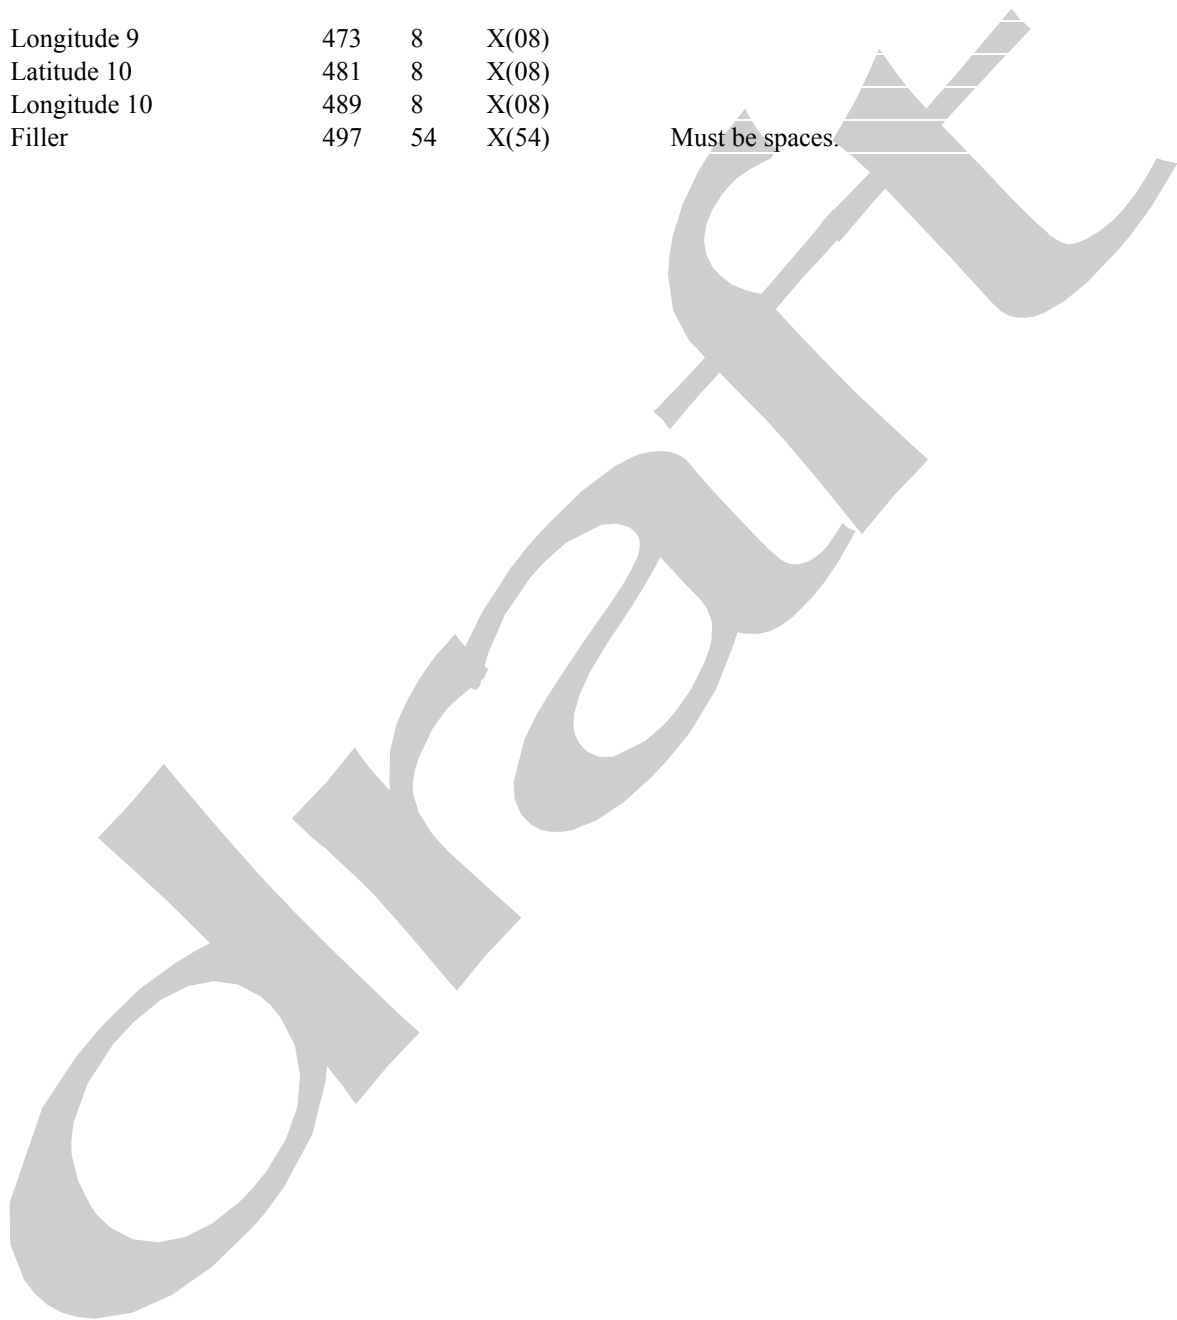 Longitude 9 473 8 X(08)
Latitude 10 481 8 X(08)
Longitude 10 489 8 X(08)
Filler 497 54 X(54) Must be spaces.
draft